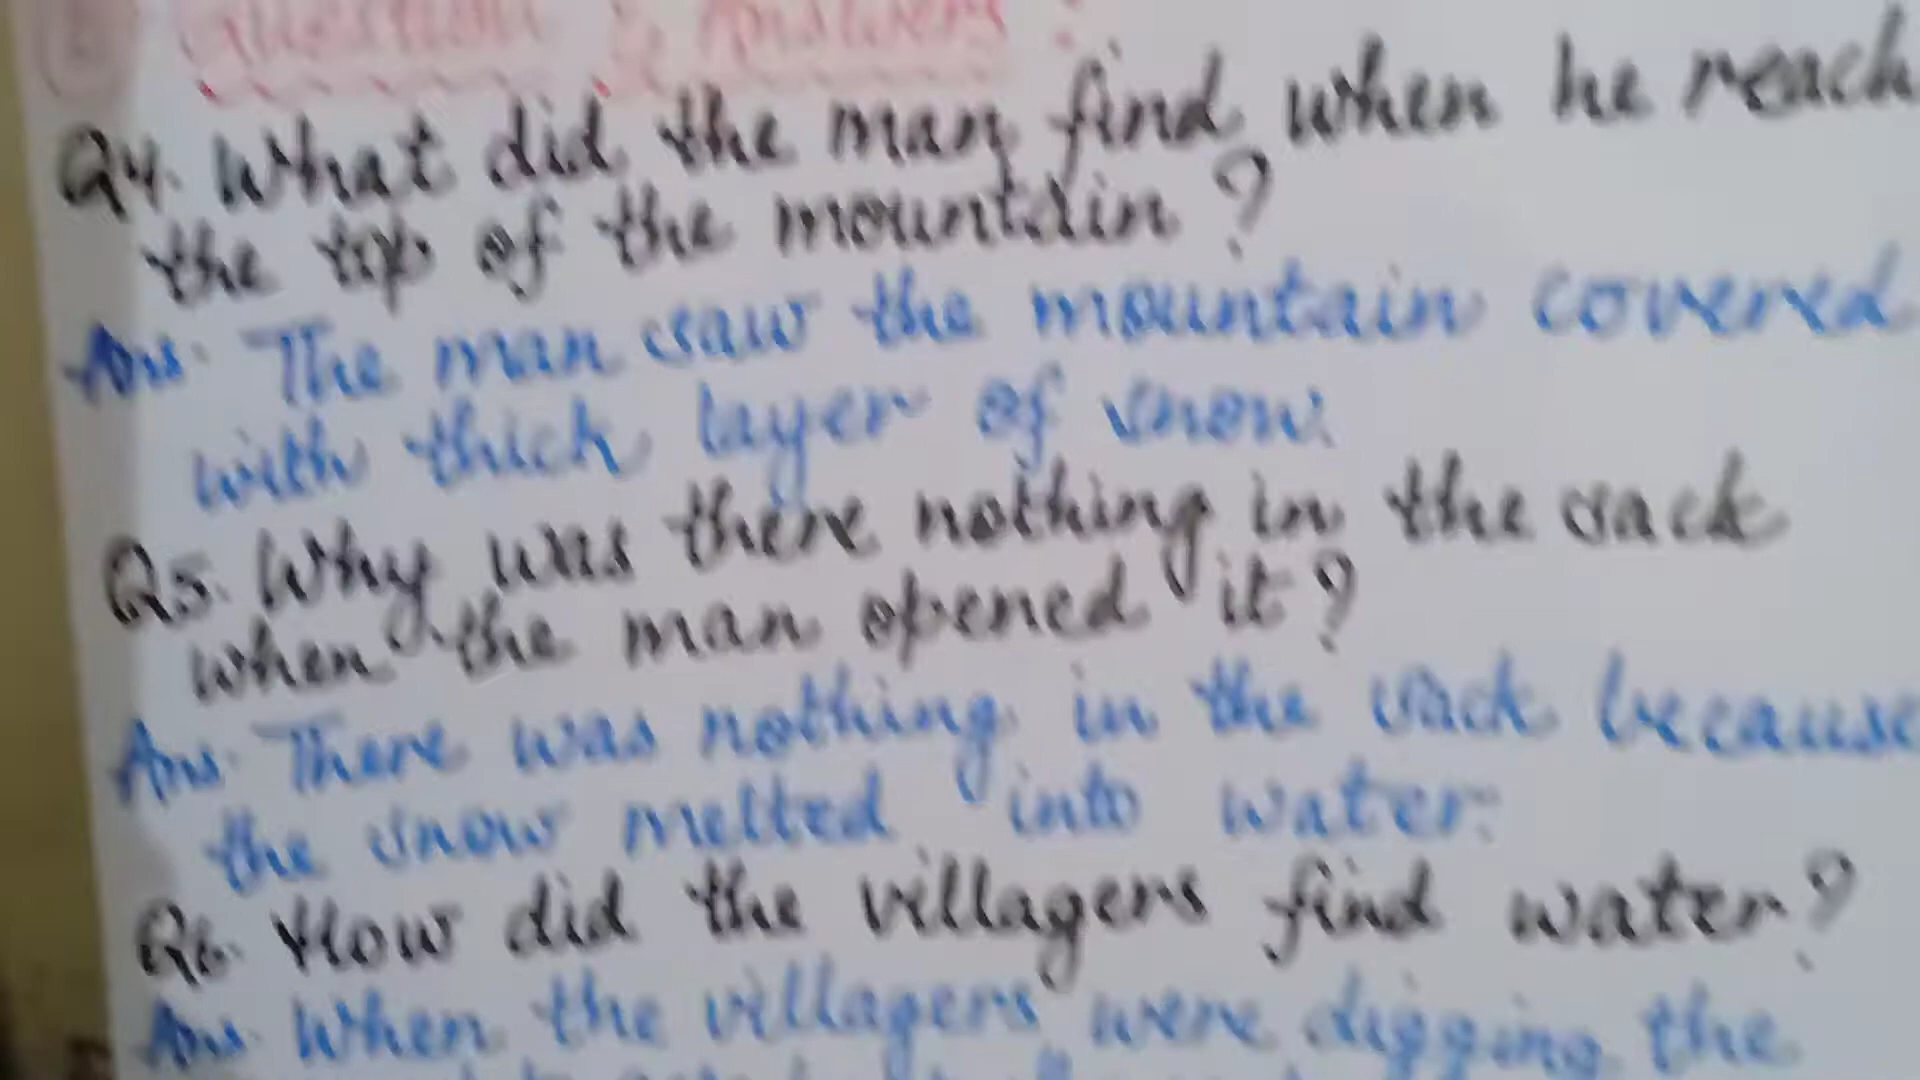 Question & Answers :
Q4. What did the man find when he reach
the top of the mountain ?
Ans. The man saw the mountain covered
with thick layer of snow.
Q5. Why was there nothing in the sack
when the man opened it ?
Ans. There was nothing in the sack because
the snow melted into water.
Q6. How did the villagers find water ?
Ans. When the villagers were digging the